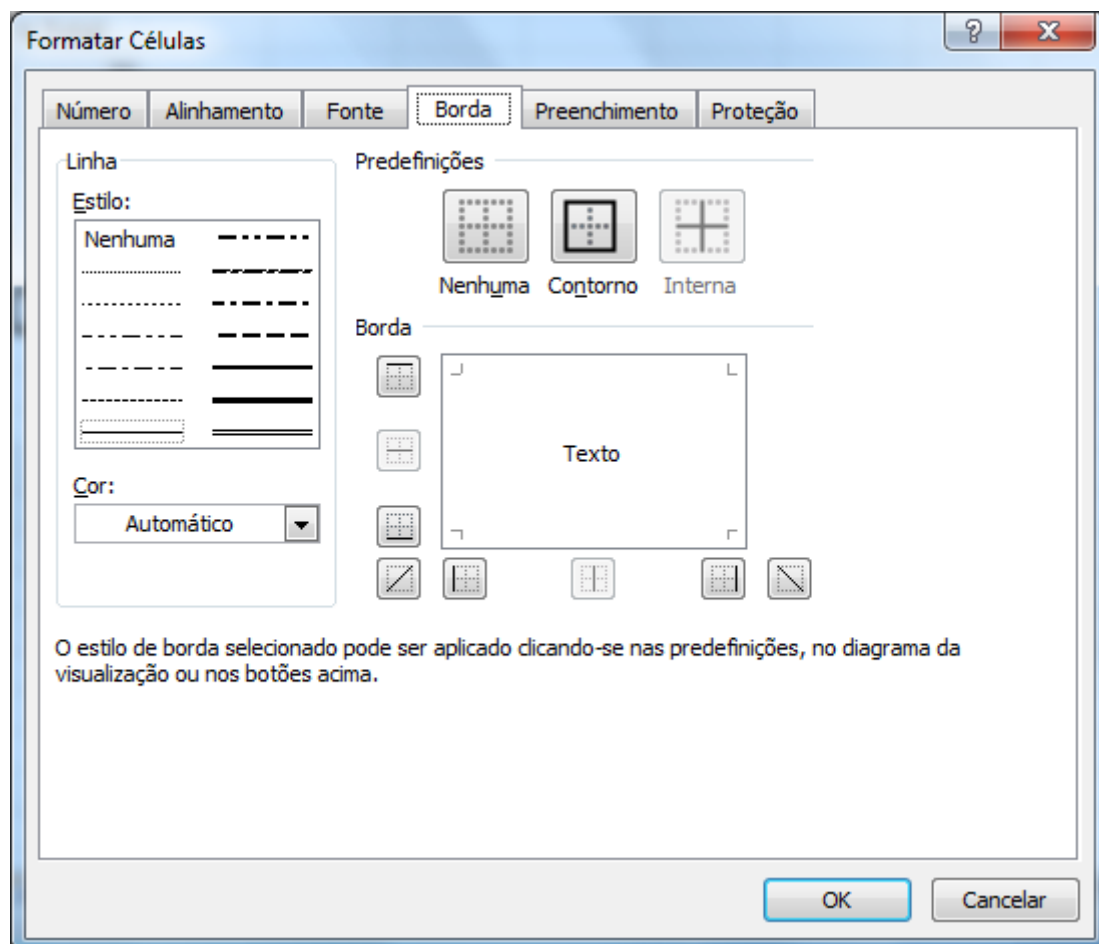 Formatar Células
Número Alinhamento Fonte Borda Preenchimento Proteção
Linha
Estilo:
Nenhuma
Cor:
Automático
Predefinições
Nenhuma Contorno Interna
Borda
Texto
O estilo de borda selecionado pode ser aplicado clicando-se nas predefinições, no diagrama da
visualização ou nos botões acima.
OK Cancelar